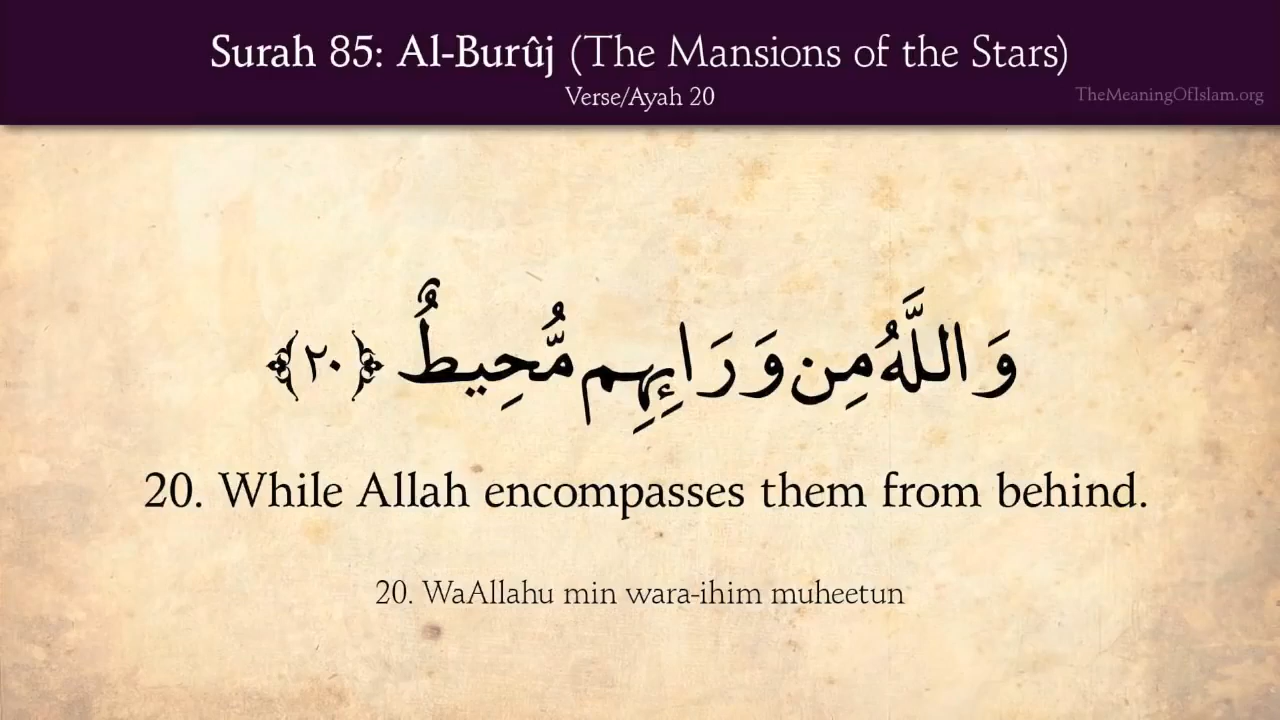 Surah 85: Al-Burûj (The Mansions of the Stars)
Verse/Ayah 20
TheMeaningOfIslam.org
وَاللَّهُ مِن وَرَابِٕهِم مُّحِيطٌ ﴿٢٠﴾
20. While Allah encompasses them from behind.
20. WaAllahu min wara-ihim muheetun